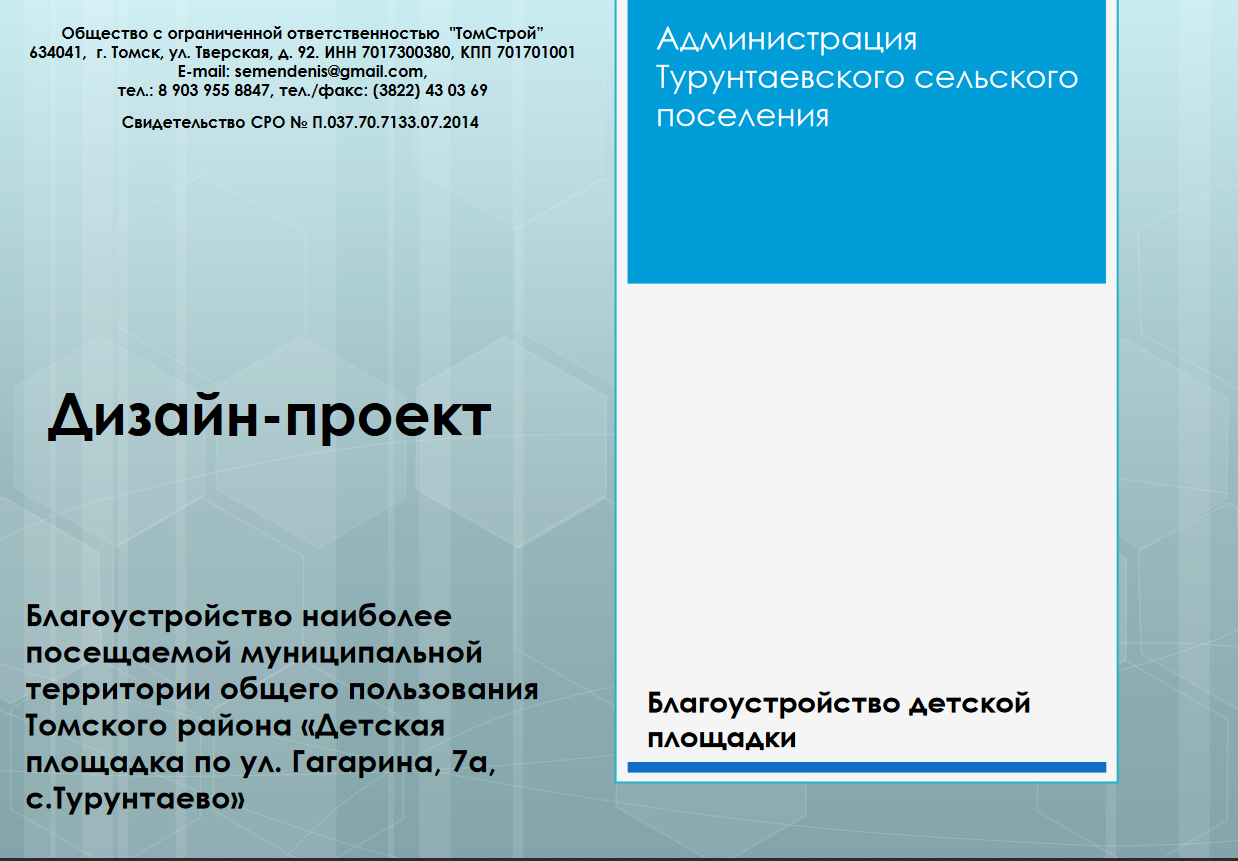 Общество с ограниченной ответственностью "ТомСтрой”
634041, г. Томск, ул. Тверская, д. 92. ИНН 7017300380, КПП 701701001
E-mail: semendenis@gmail.com,
тел.: 8 903 955 8847, тел./факс: (3822) 43 03 69
Свидетельство СРО № П.037.70.7133.07.2014
Дизайн-проект
Благоустройство наиболее
посещаемой муниципальной
территории общего пользования
Томского района «Детская
площадка по ул. Гагарина, 7а,
с.Турунтаево»
Администрация
Турунтаевского сельского
поселения
Благоустройство детской
площадки